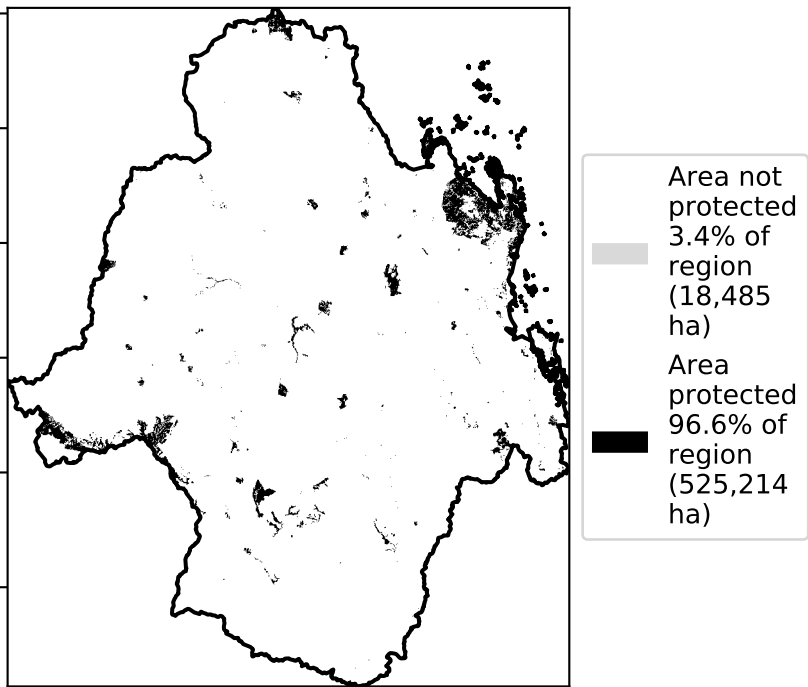 Area not
protected
3.4% of
region
(18,485
ha)
Area
protected
96.6% of
region
(525,214
ha)